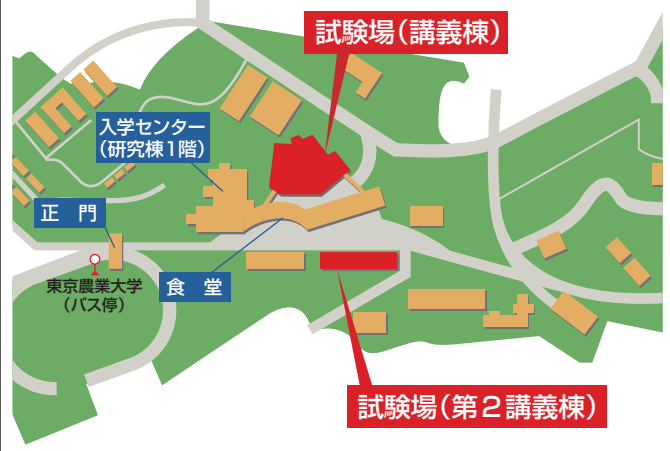 試験場(講義棟)
入学センター
(研究棟1階)
正 門
東京農業大学
(バス停)
食 堂
試験場(第2講義棟)